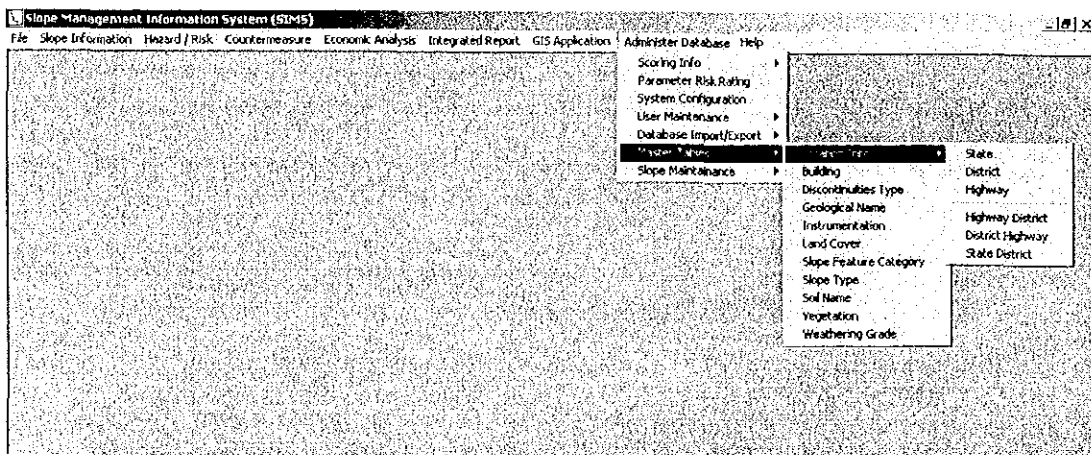 Slope Management Information System (SIMS)
File Slope Information Hazard / Risk Countermeasure Economic Analysis Integrated Report GIS Application Administer Database Help
Scoring Info
Parameter Risk Rating
System Configuration
User Maintenance
Database Import/Export
Master Tables
Slope Maintainance
Info
Building
Discontinuities Type
Geological Name
Instrumentation
Land Cover
Slope Feature Category
Slope Type
Soil Name
Vegetation
Weathering Grade
State
District
Highway
Highway District
District Highway
State District